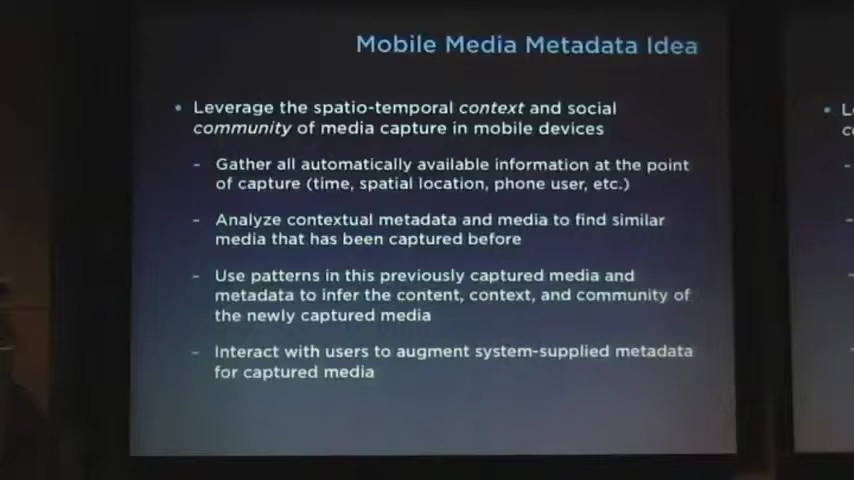 Mobile Media Metadata Idea
• Leverage the spatio-temporal context and social
community of media capture in mobile devices
- Gather all automatically available information at the point
of capture (time, spatial location, phone user, etc.)
- Analyze contextual metadata and media to find similar
media that has been captured before
- Use patterns in this previously captured media and
metadata to infer the content, context, and community of
the newly captured media
- Interact with users to augment system-supplied metadata
for captured media